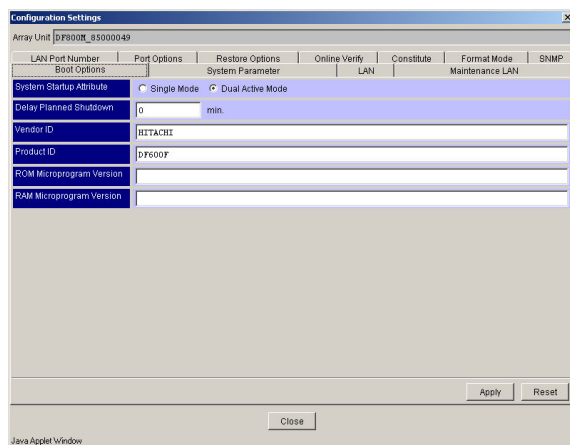 Configuration Settings
Array Unit DF800M_85000049
LAN Port Number Port Options Restore Options Online Verify Constitute Format Mode SNMP
Boot Options System Parameter LAN Maintenance LAN
System Startup Attribute Single Mode Dual Active Mode
Delay Planned Shutdown 0 min.
Vendor ID HITACHI
Product ID DF600F
ROM Microprogram Version
RAM Microprogram Version
Apply Reset
Close
Java Applet Window